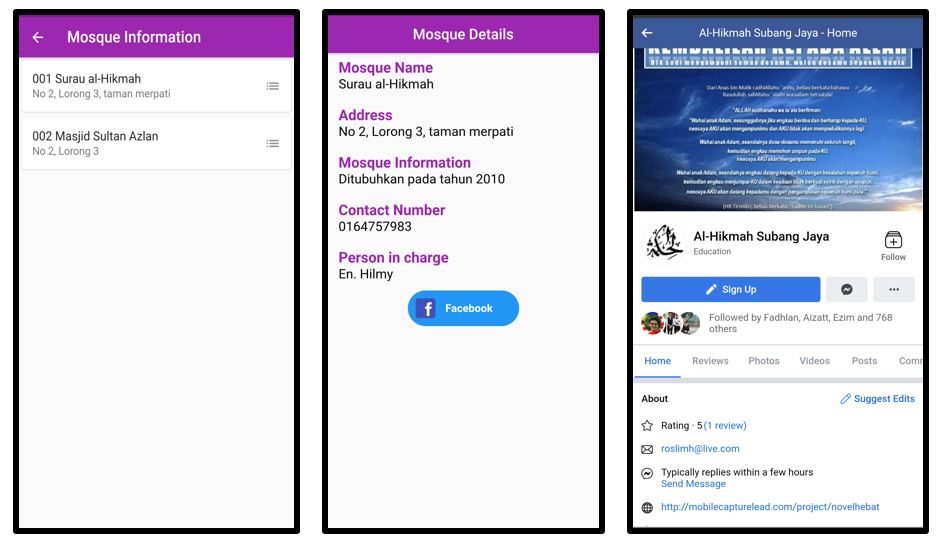 Mosque Information
001 Surau al-Hikmah
No 2, Lorong 3, taman merpati
002 Masjid Sultan Azlan
No 2, Lorong 3
Mosque Details
Mosque Name
Surau al-Hikmah
Address
No 2, Lorong 3, taman merpati
Mosque Information
Ditubuhkan pada tahun 2010
Contact Number
0164757983
Person in charge
En. Hilmy
f Facebook
Al-Hikmah Subang Jaya - Home
KEMBALILAH KEPADA ALLAH
Dari Anas bin Malik radhiallahu 'anhu, beliau berkata bahawa
Rasulullah sallAllahu 'alaihi wa sallam bersabda:
"ALLAH subhanahu wa ta'ala berfirman:
"Wahai anak Adam, sesungguhnya jika engkau berdoa dan berharap kepada-KU,
nescaya AKU akan mengampunimu dan AKU tidak akan mempedulikannya lagi.
Wahai anak Adam, seandainya dosa-dosamu memenuhi seluruh langit,
kemudian engkau memohon ampun pada-KU,
nescaya AKU akan mengampunimu.
Wahai anak Adam, seandainya engkau datang kepada-KU dengan kesalahan sepenuh bumi,
kemudian engkau menjumpai-KU dalam keadaan tidak berbuat syirik dengan apapun,
nescaya AKU akan datang kepadamu dengan pengampunan sepenuh bumi pula."
(HR Tirmidzi, beliau berkata: "hadith ini hasan")
Al-Hikmah Subang Jaya
Education
Follow
Sign Up
Followed by Fadhlan, Aizatt, Ezim and 768
others
Home Reviews Photos Videos Posts Comm
About Suggest Edits
Rating · 5 (1 review)
roslimh@live.com
Typically replies within a few hours
Send Message
http://mobilecapturelead.com/project/novelhebat